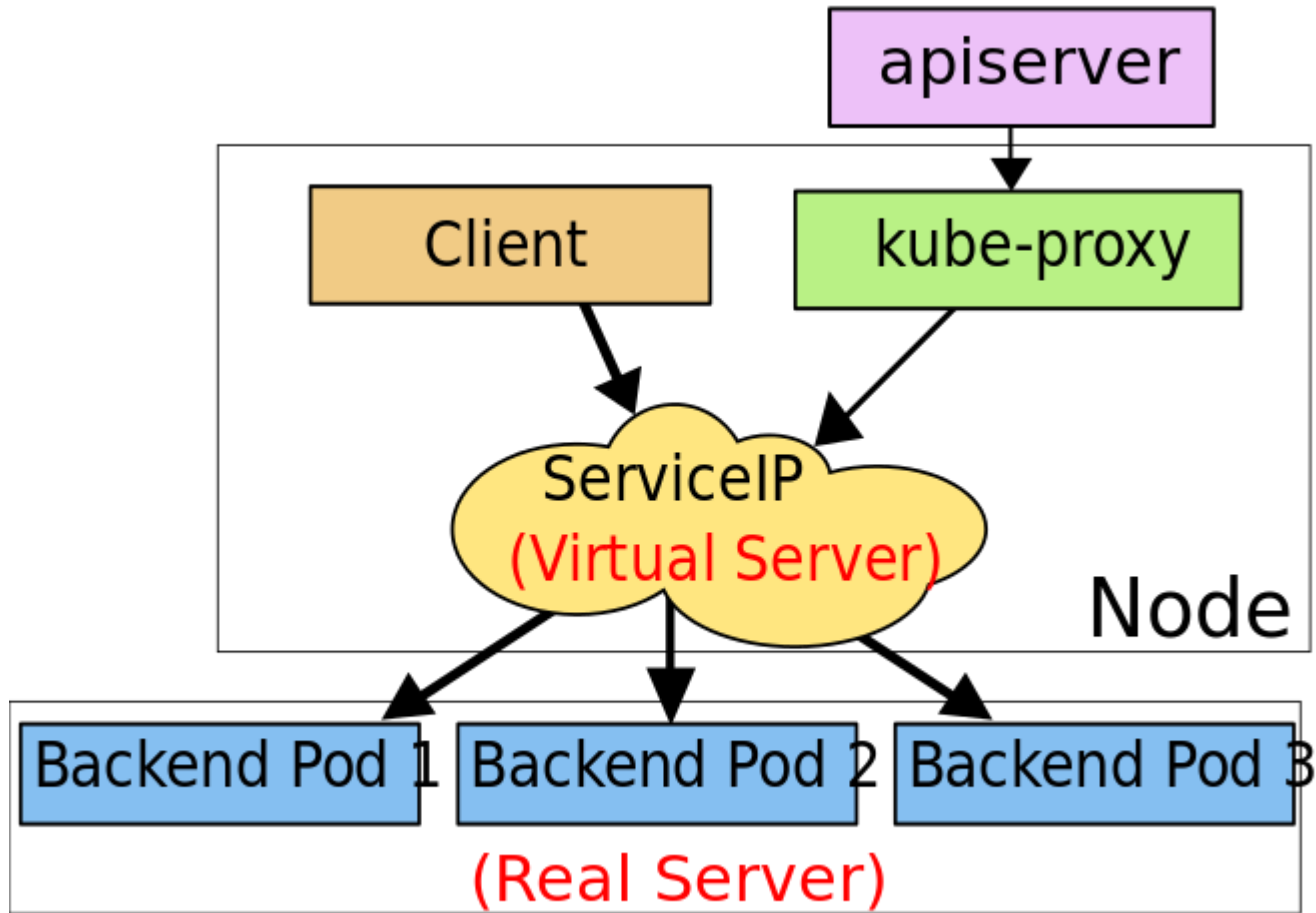 apiserver
Client
kube-proxy
ServiceIP
(Virtual Server)
Node
Backend Pod 1
Backend Pod 2
Backend Pod 3
(Real Server)